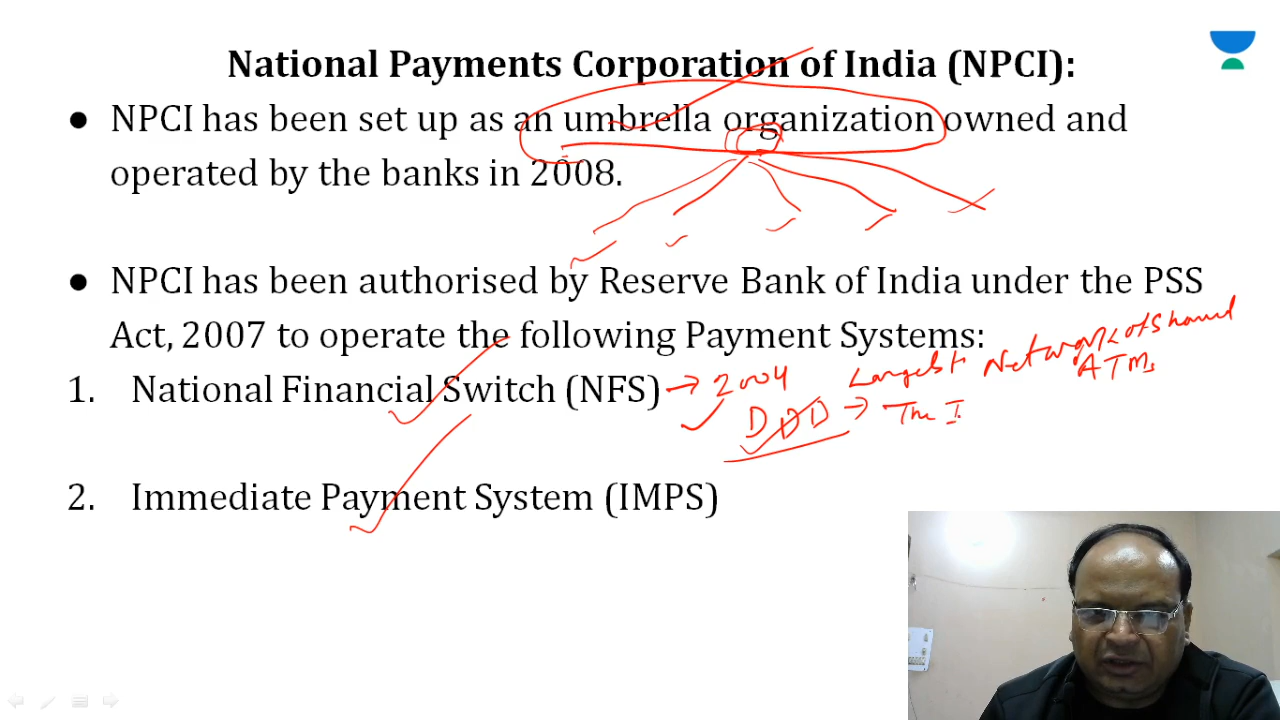 National Payments Corporation of India (NPCI):
● NPCI has been set up as an umbrella organization owned and
operated by the banks in 2008.
● NPCI has been authorised by Reserve Bank of India under the PSS
Act, 2007 to operate the following Payment Systems:
1. National Financial Switch (NFS) → 2004 Largest Network of Shared
ATMs
DDD → The I
2. Immediate Payment System (IMPS)